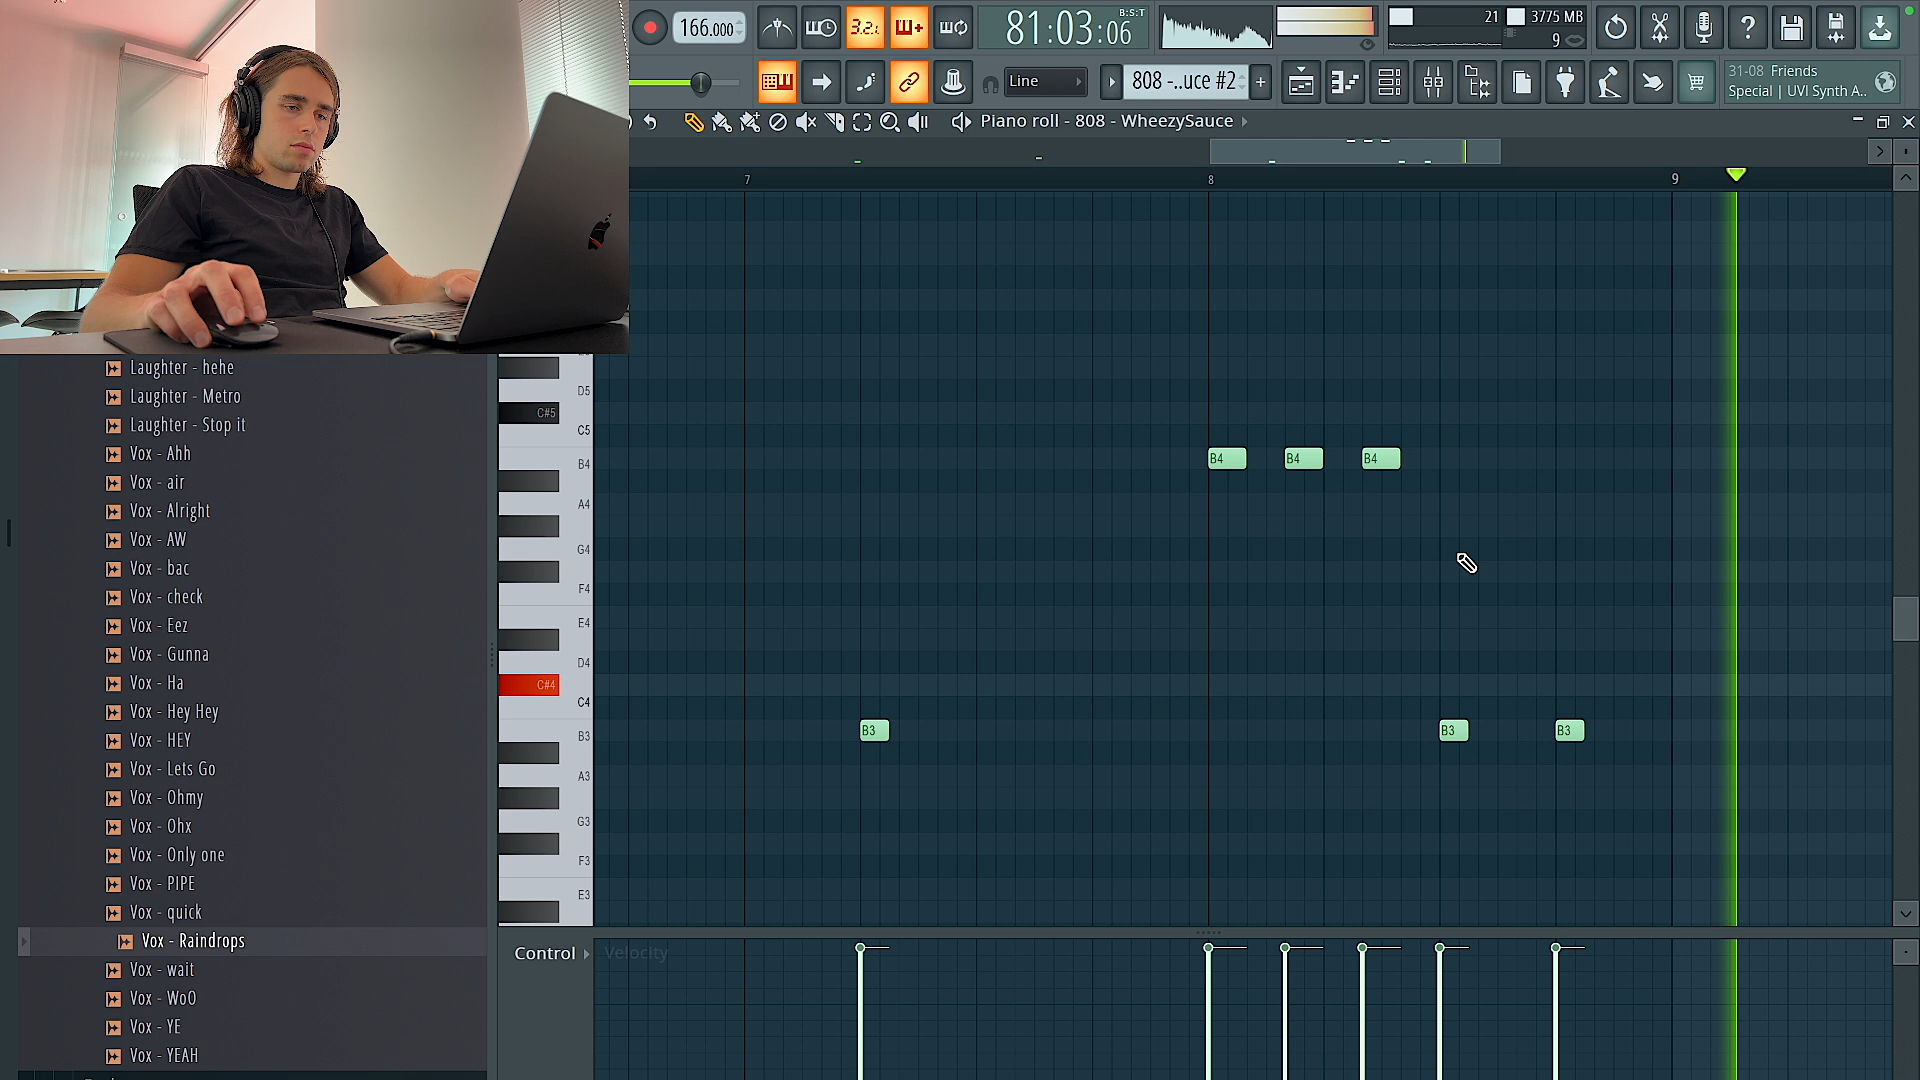 166.000
3.2.
81:03:06
B:S:T
21
3775 MB
9
Line
808 -..uce #2
+
31-08 Friends
Special | UVI Synth A..
Piano roll - 808 - WheezySauce
7
8
9
D5
C#5
C5
B4
B4
B4
B4
A4
G4
F4
E4
D4
C#4
C4
B3
B3
B3
B3
A3
G3
F3
E3
Laughter - hehe
Laughter - Metro
Laughter - Stop it
Vox - Ahh
Vox - air
Vox - Alright
Vox - AW
Vox - bac
Vox - check
Vox - Eez
Vox - Gunna
Vox - Ha
Vox - Hey Hey
Vox - HEY
Vox - Lets Go
Vox - Ohmy
Vox - Ohx
Vox - Only one
Vox - PIPE
Vox - quick
Vox - Raindrops
Vox - wait
Vox - WoO
Vox - YE
Vox - YEAH
Control
Velocity